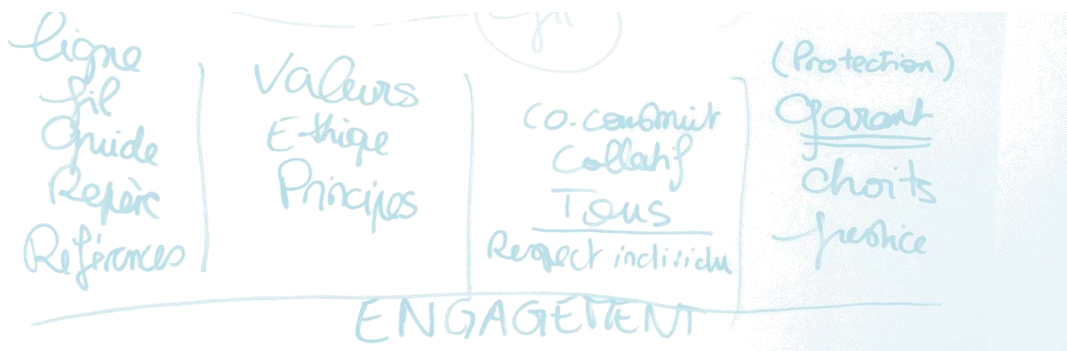 fil
Ligne
fil
Guide
Repère
Références
Valeurs
Ethique
Principes
co-construit
Collectif
Tous
Respect individu
(Protection)
Garant
droits
justice
ENGAGEMENT